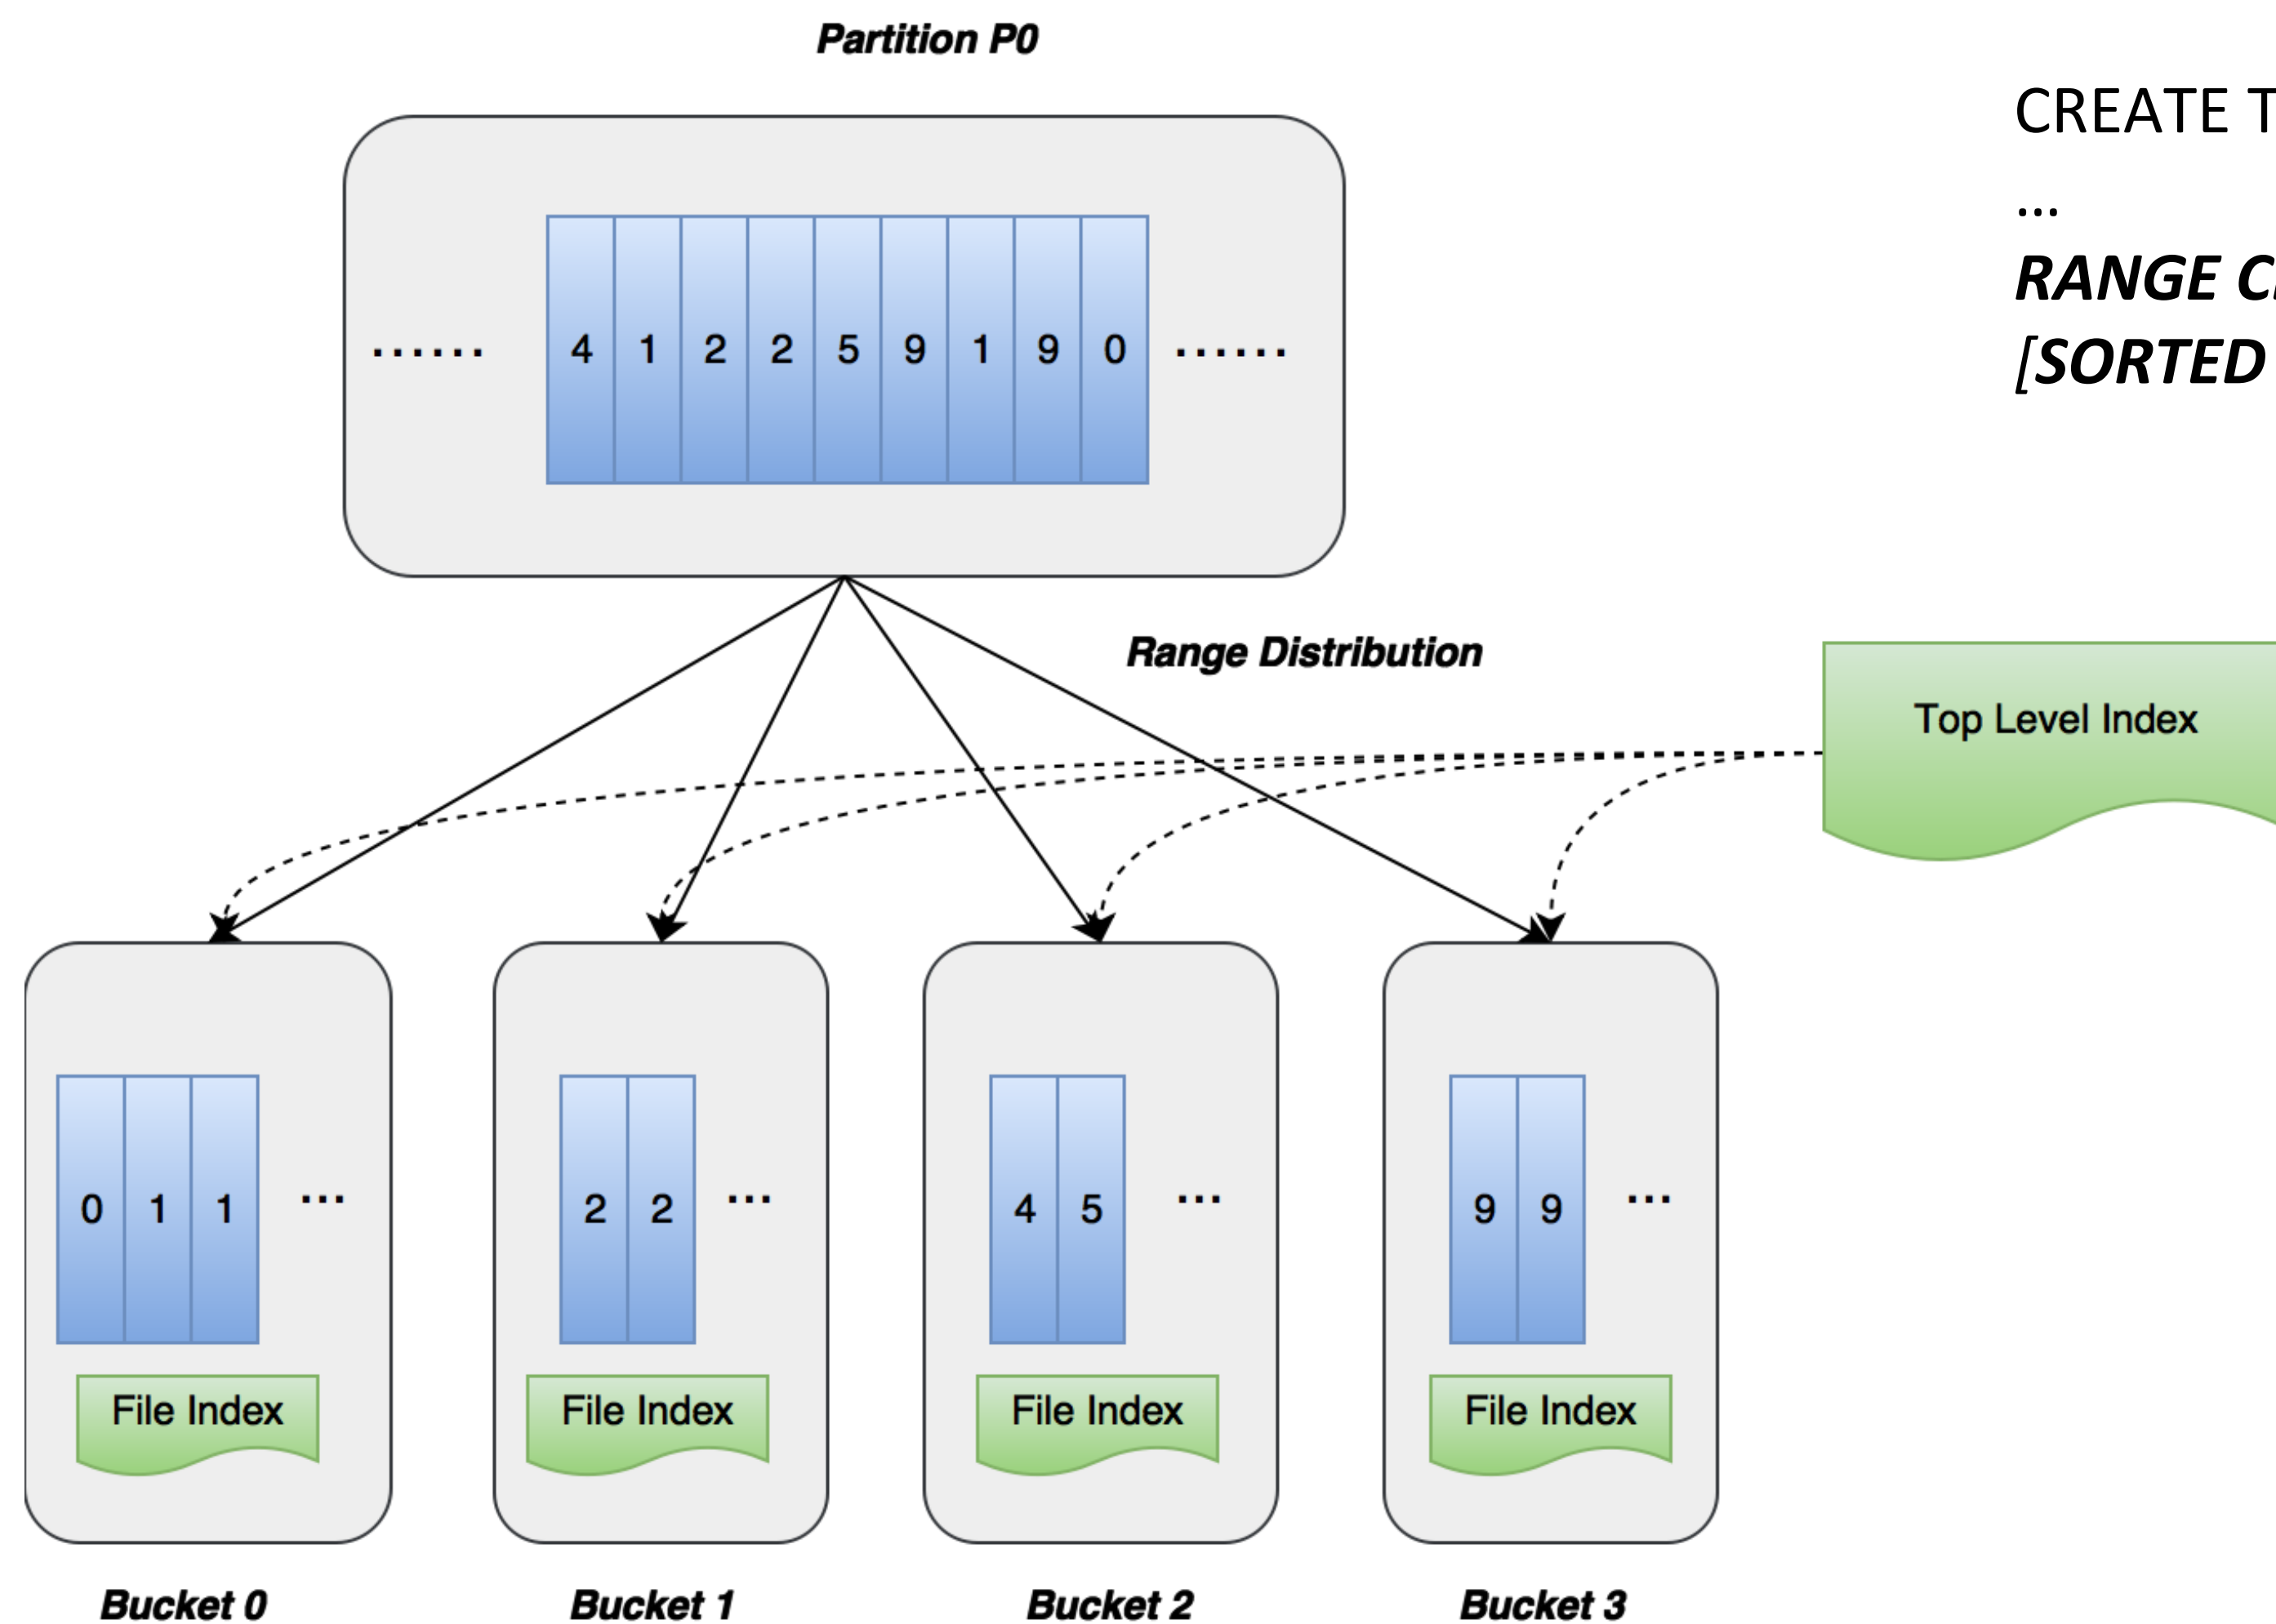 Partition P0
CREATE T
...
RANGE C
[SORTED
...... 4 1 2 2 5 9 1 9 0 ......
Range Distribution
Top Level Index
0 1 1 ...
2 2 ...
4 5 ...
9 9 ...
File Index
File Index
File Index
File Index
Bucket 0
Bucket 1
Bucket 2
Bucket 3